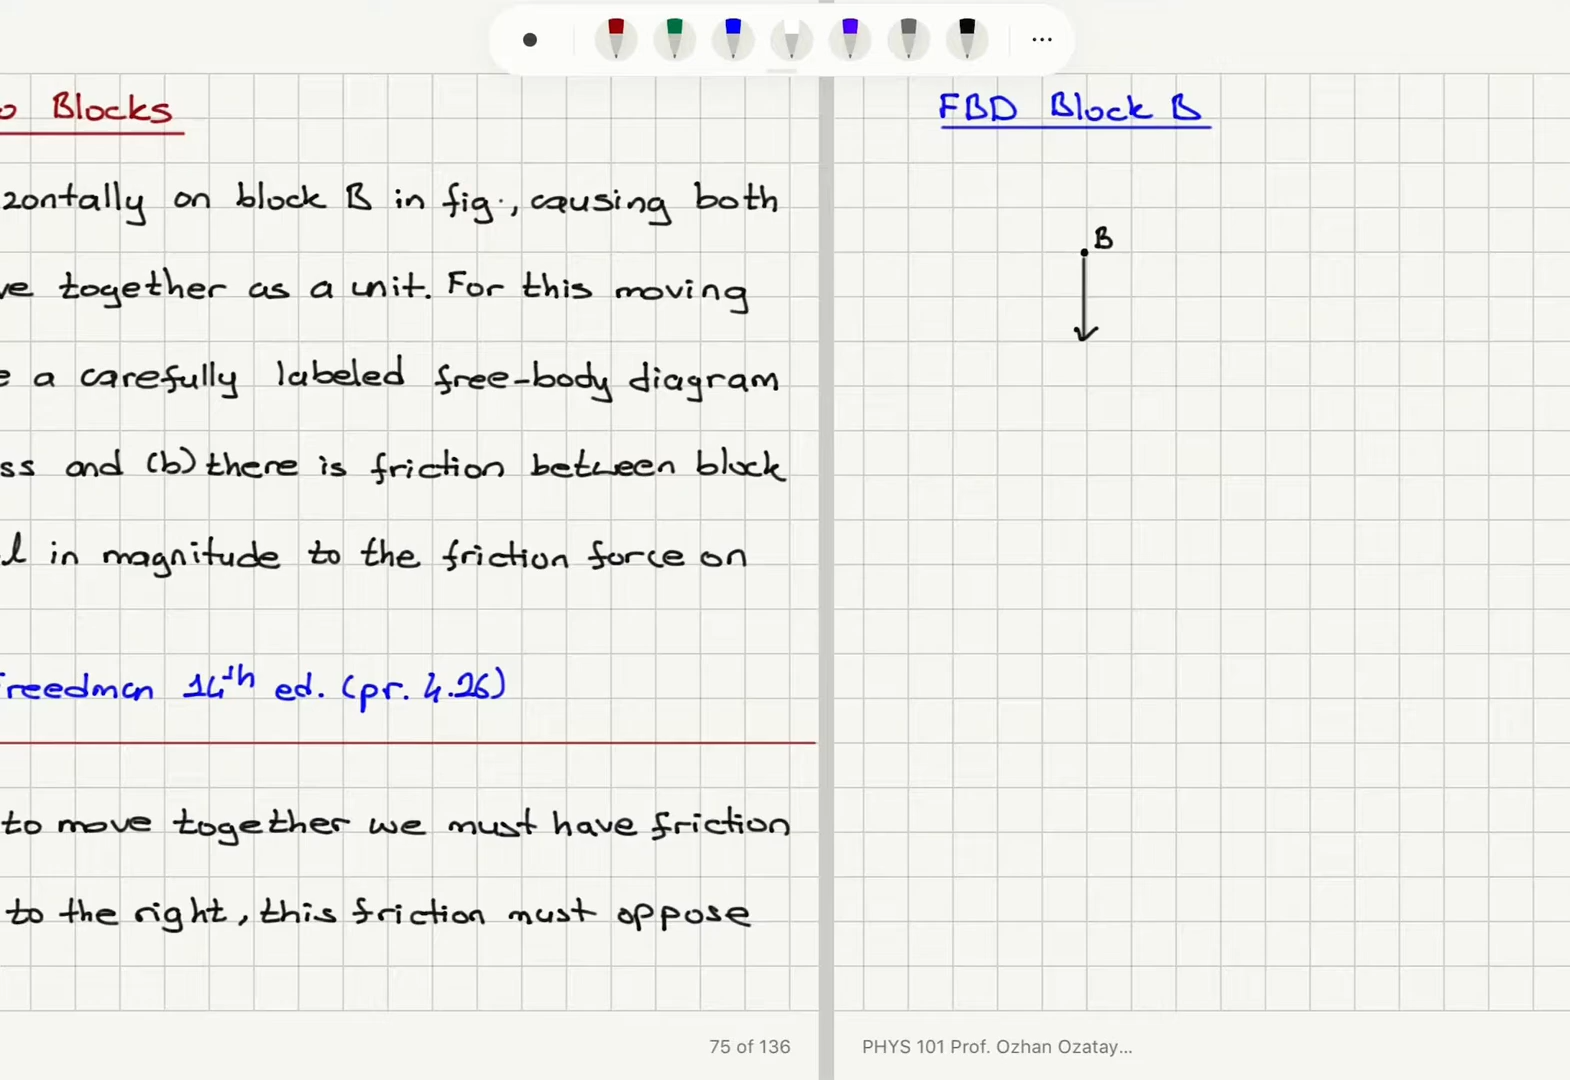 o Blocks
zontally on block B in fig., causing both
ve together as a unit. For this moving
e a carefully labeled free-body diagram
ss and (b) there is friction between block
l in magnitude to the friction force on
Freedman 14th ed. (pr. 4.26)
to move together we must have friction
to the right, this friction must oppose
75 of 136
FBD Block B
B
PHYS 101 Prof. Ozhan Ozatay...